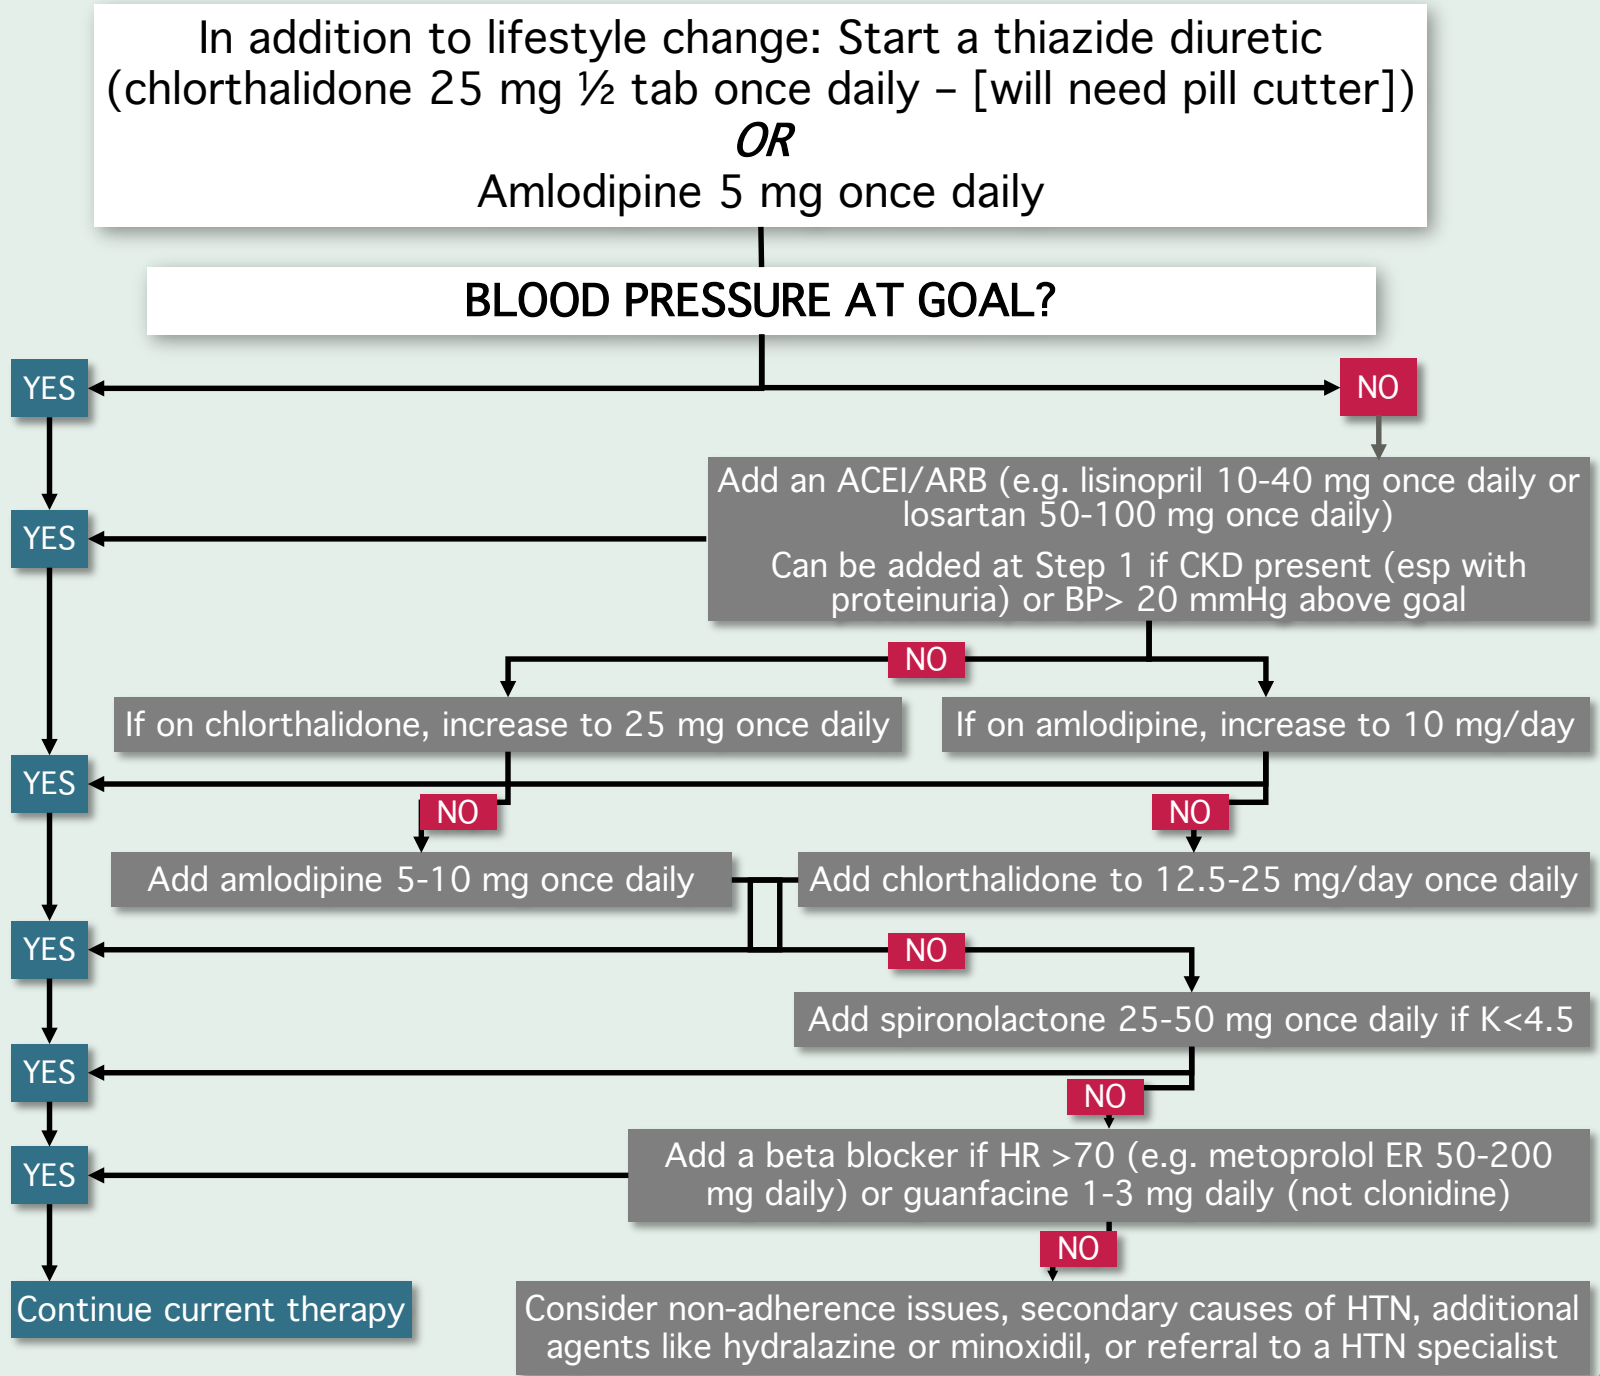 In addition to lifestyle change: Start a thiazide diuretic
(chlorthalidone 25 mg ½ tab once daily – [will need pill cutter])
OR
Amlodipine 5 mg once daily
BLOOD PRESSURE AT GOAL?
YES
NO
Add an ACEI/ARB (e.g. lisinopril 10-40 mg once daily or
losartan 50-100 mg once daily)
Can be added at Step 1 if CKD present (esp with
proteinuria) or BP> 20 mmHg above goal
YES
NO
If on chlorthalidone, increase to 25 mg once daily
If on amlodipine, increase to 10 mg/day
YES
NO
NO
Add amlodipine 5-10 mg once daily
Add chlorthalidone to 12.5-25 mg/day once daily
YES
NO
Add spironolactone 25-50 mg once daily if K<4.5
YES
NO
Add a beta blocker if HR >70 (e.g. metoprolol ER 50-200
mg daily) or guanfacine 1-3 mg daily (not clonidine)
YES
NO
Continue current therapy
Consider non-adherence issues, secondary causes of HTN, additional
agents like hydralazine or minoxidil, or referral to a HTN specialist